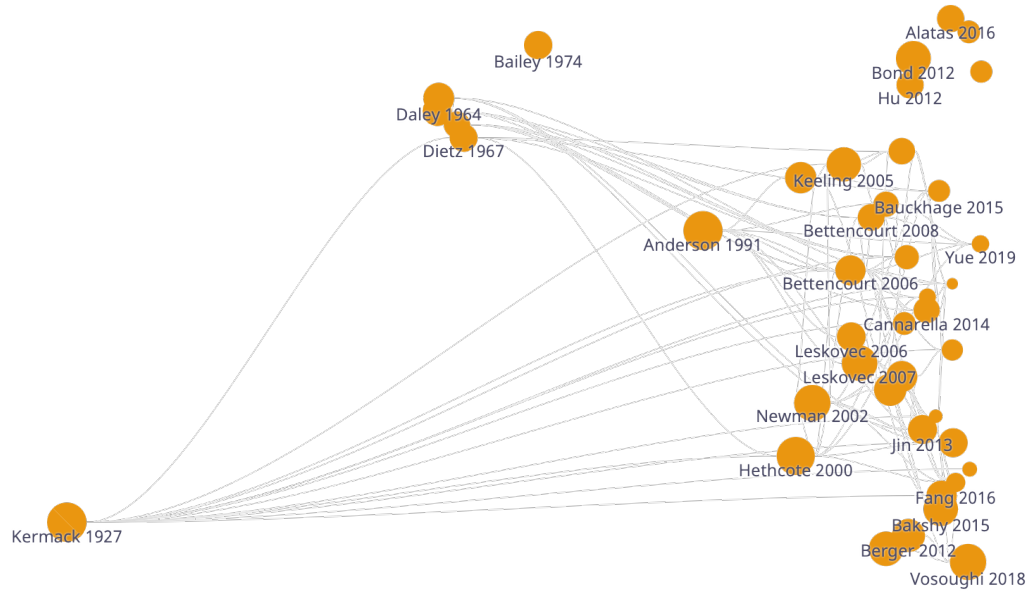 Alatas 2016
Bailey 1974
Bond 2012
Hu 2012
Daley 1964
Dietz 1967
Keeling 2005
Bauckhage 2015
Bettencourt 2008
Anderson 1991
Yue 2019
Bettencourt 2006
Cannarella 2014
Leskovec 2006
Leskovec 2007
Newman 2002
Jin 2013
Hethcote 2000
Fang 2016
Bakshy 2015
Kermack 1927
Berger 2012
Vosoughi 2018